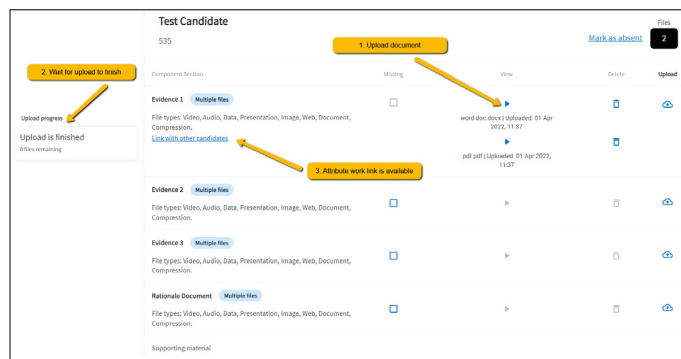 Test Candidate
535
Files
Mark as absent
2
1. Upload document
2. Wait for upload to finish
Component Section
Missing
View
Delete
Upload
Upload progress
Upload is finished
0 files remaining
Evidence 1
Multiple files
File types: Video, Audio, Data, Presentation, Image, Web, Document,
Compression.
Link with other candidates
word doc.docx | Uploaded: 01 Apr
2022, 11:37
pdf.pdf | Uploaded: 01 Apr 2022,
11:37
3. Attribute work link is available
Evidence 2
Multiple files
File types: Video, Audio, Data, Presentation, Image, Web, Document,
Compression.
Evidence 3
Multiple files
File types: Video, Audio, Data, Presentation, Image, Web, Document,
Compression.
Rationale Document
Multiple files
File types: Video, Audio, Data, Presentation, Image, Web, Document,
Compression.
Supporting material